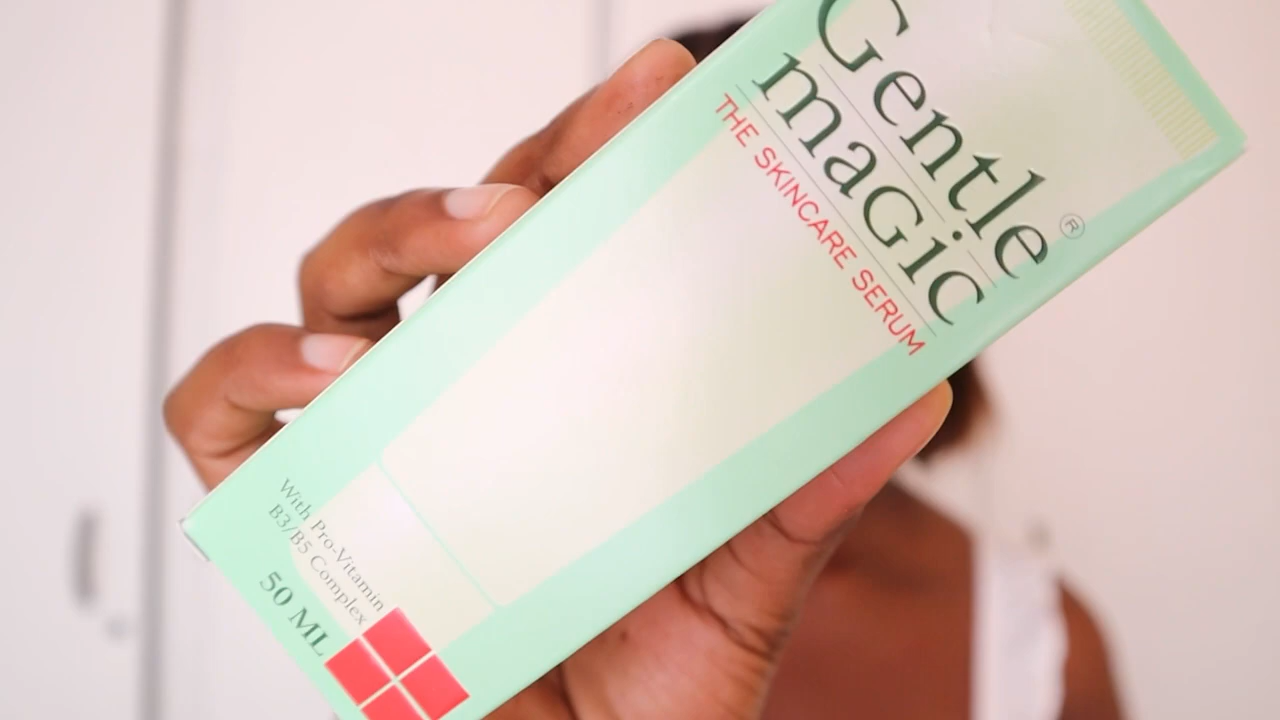 Gentle
magic ®
THE SKINCARE SERUM
With Pro-Vitamin
B3/B5 Complex
50 ML